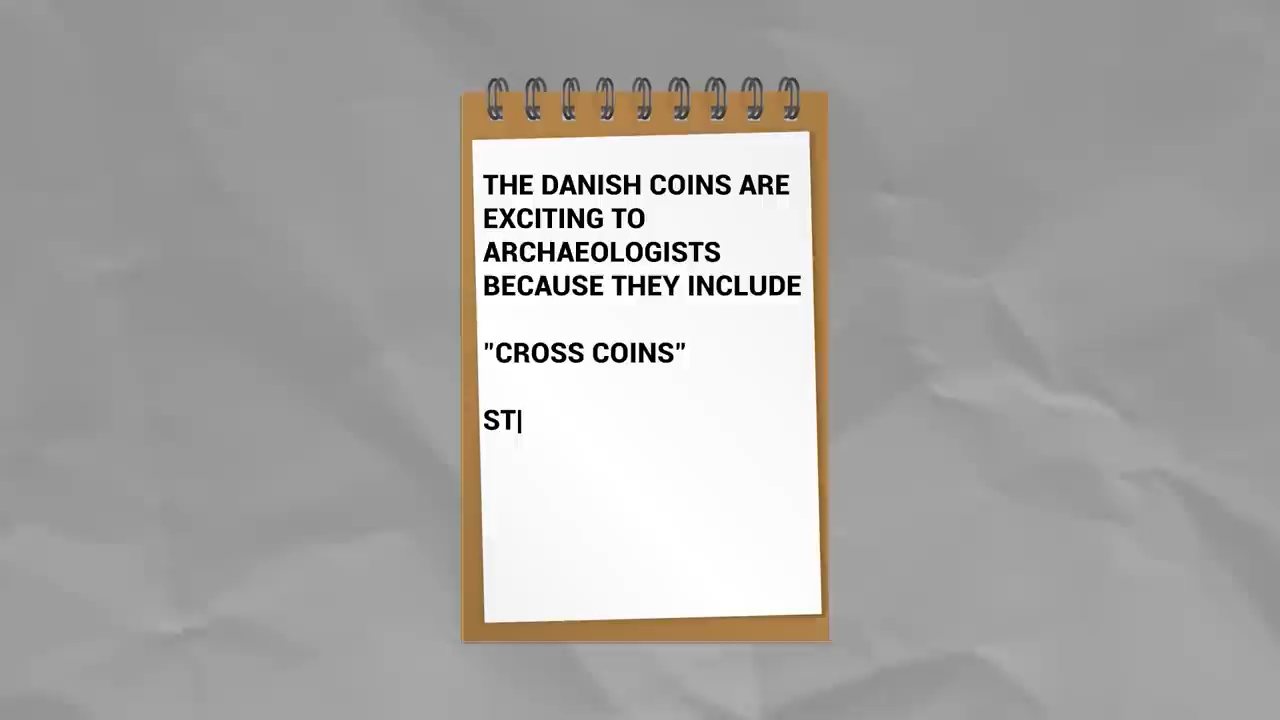 THE DANISH COINS ARE
EXCITING TO
ARCHAEOLOGISTS
BECAUSE THEY INCLUDE
"CROSS COINS"
ST|